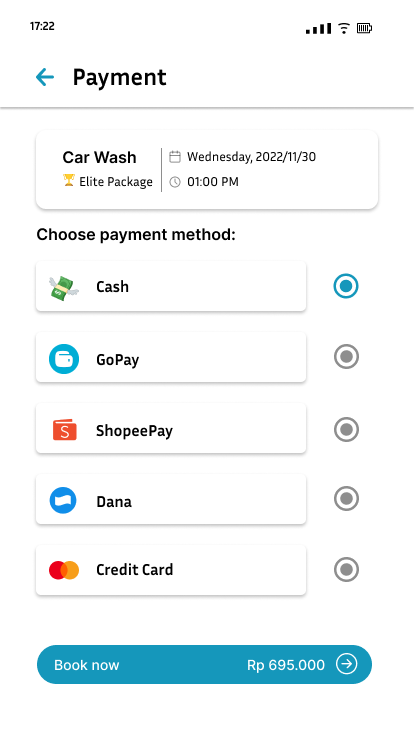 17:22
Payment
Car Wash
Elite Package
Wednesday, 2022/11/30
01:00 PM
Choose payment method:
Cash
GoPay
S
ShopeePay
Dana
Credit Card
Book now Rp 695.000